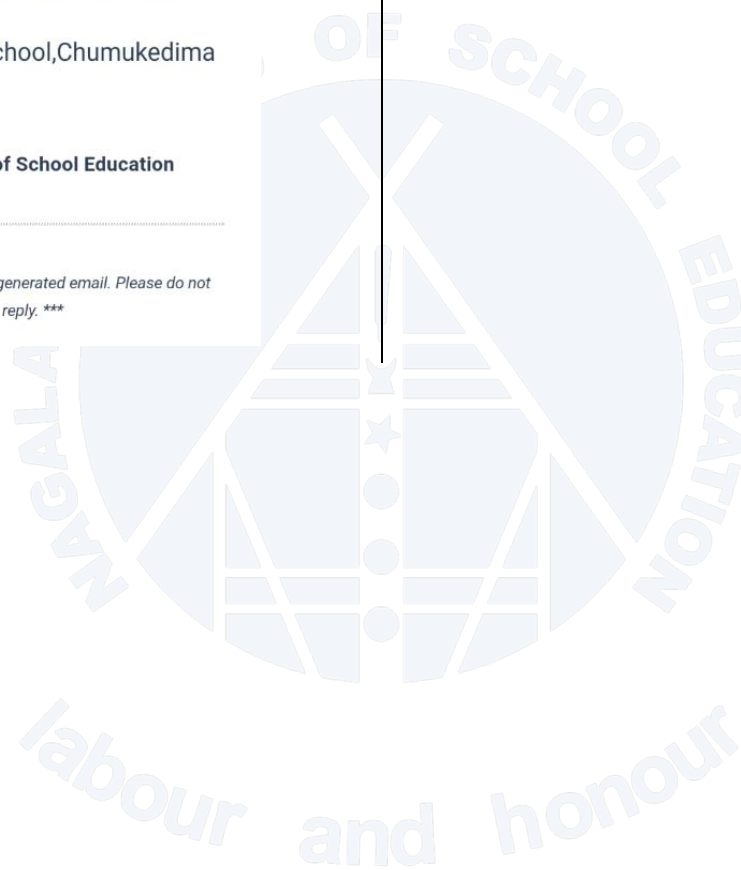 chool,Chumukedima
of School Education
generated email. Please do not
reply. ***
NAGALA
OF SCHOOL EDUCATION
labour and honour